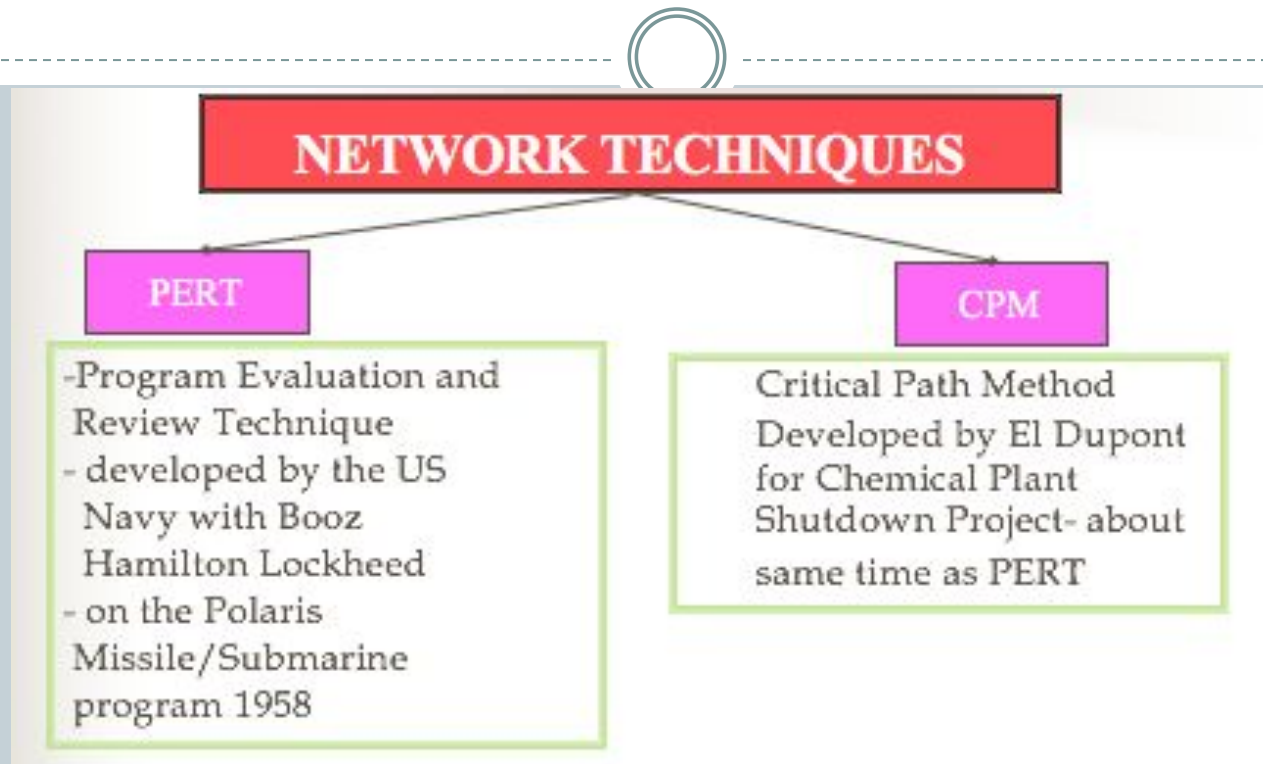 NETWORK TECHNIQUES
PERT
-Program Evaluation and
Review Technique
- developed by the US
Navy with Booz
Hamilton Lockheed
- on the Polaris
Missile/Submarine
program 1958
CPM
Critical Path Method
Developed by El Dupont
for Chemical Plant
Shutdown Project- about
same time as PERT